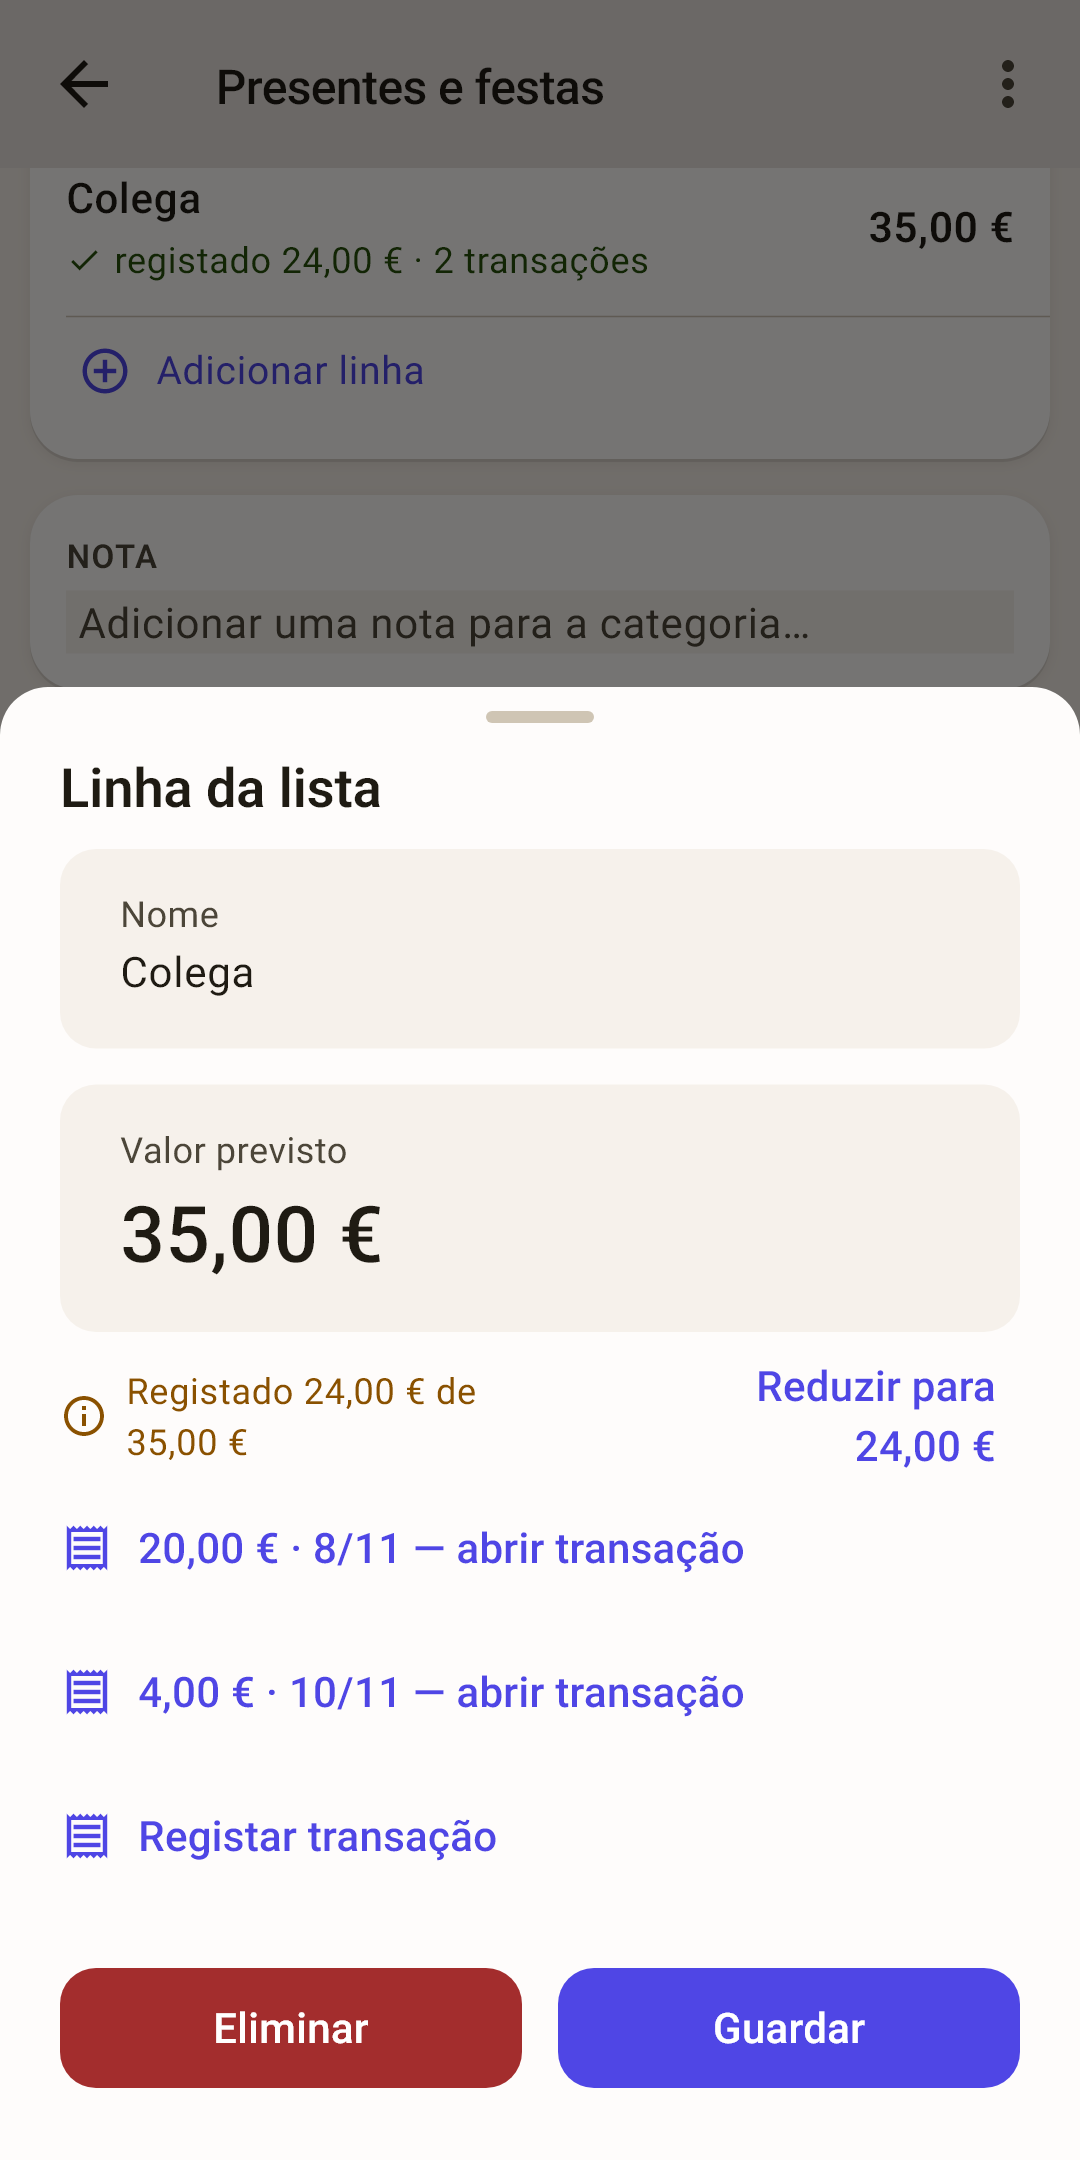 Presentes e festas
Colega
35,00 €
registado 24,00 € · 2 transações
Adicionar linha
NOTA
Adicionar uma nota para a categoria...
Linha da lista
Nome
Colega
Valor previsto
35,00 €
Registado 24,00 € de
35,00 €
Reduzir para
24,00 €
20,00 € · 8/11 — abrir transação
4,00 € · 10/11 — abrir transação
Registar transação
Eliminar
Guardar